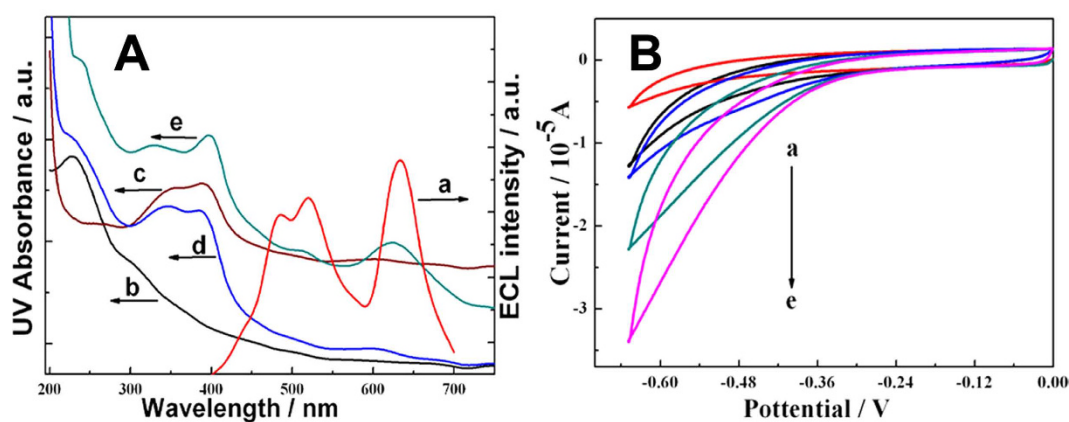 A
UV Absorbance / a.u.
ECL intensity / a.u.
e
c
a
d
b
200 300 400 500 600 700
Wavelength / nm
B
Current / 10⁻⁵ A
0
-1
-2
-3
a
e
-0.60 -0.48 -0.36 -0.24 -0.12 0.00
Pottential / V